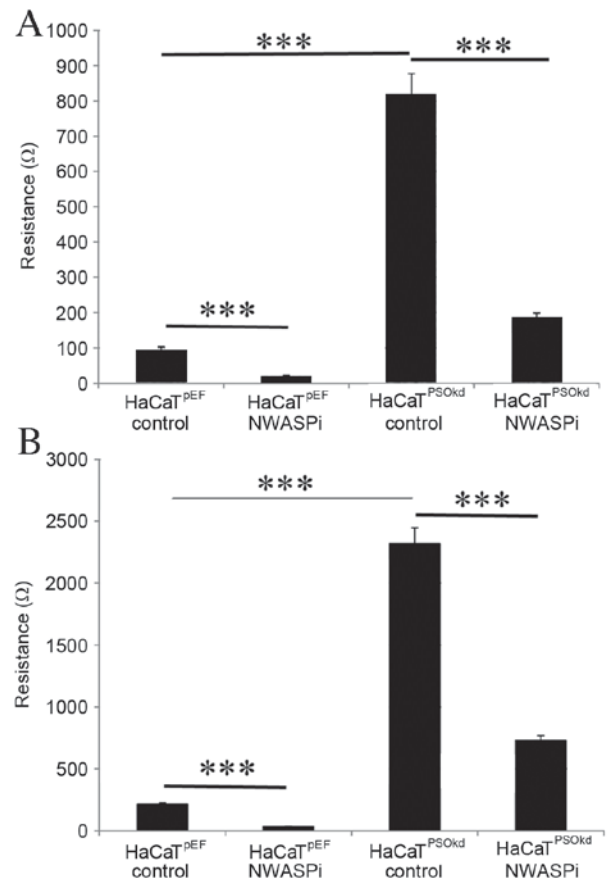 A
1000
900
800
700
600
500
400
300
200
100
0
Resistance (Ω)
***
***
***
HaCaT^pEF control
HaCaT^pEF NWASPi
HaCaT^PSOkd control
HaCaT^PSOkd NWASPi
B
3000
2500
2000
1500
1000
500
0
Resistance (Ω)
***
***
***
HaCaT^pEF control
HaCaT^pEF NWASPi
HaCaT^PSOkd control
HaCaT^PSOkd NWASPi